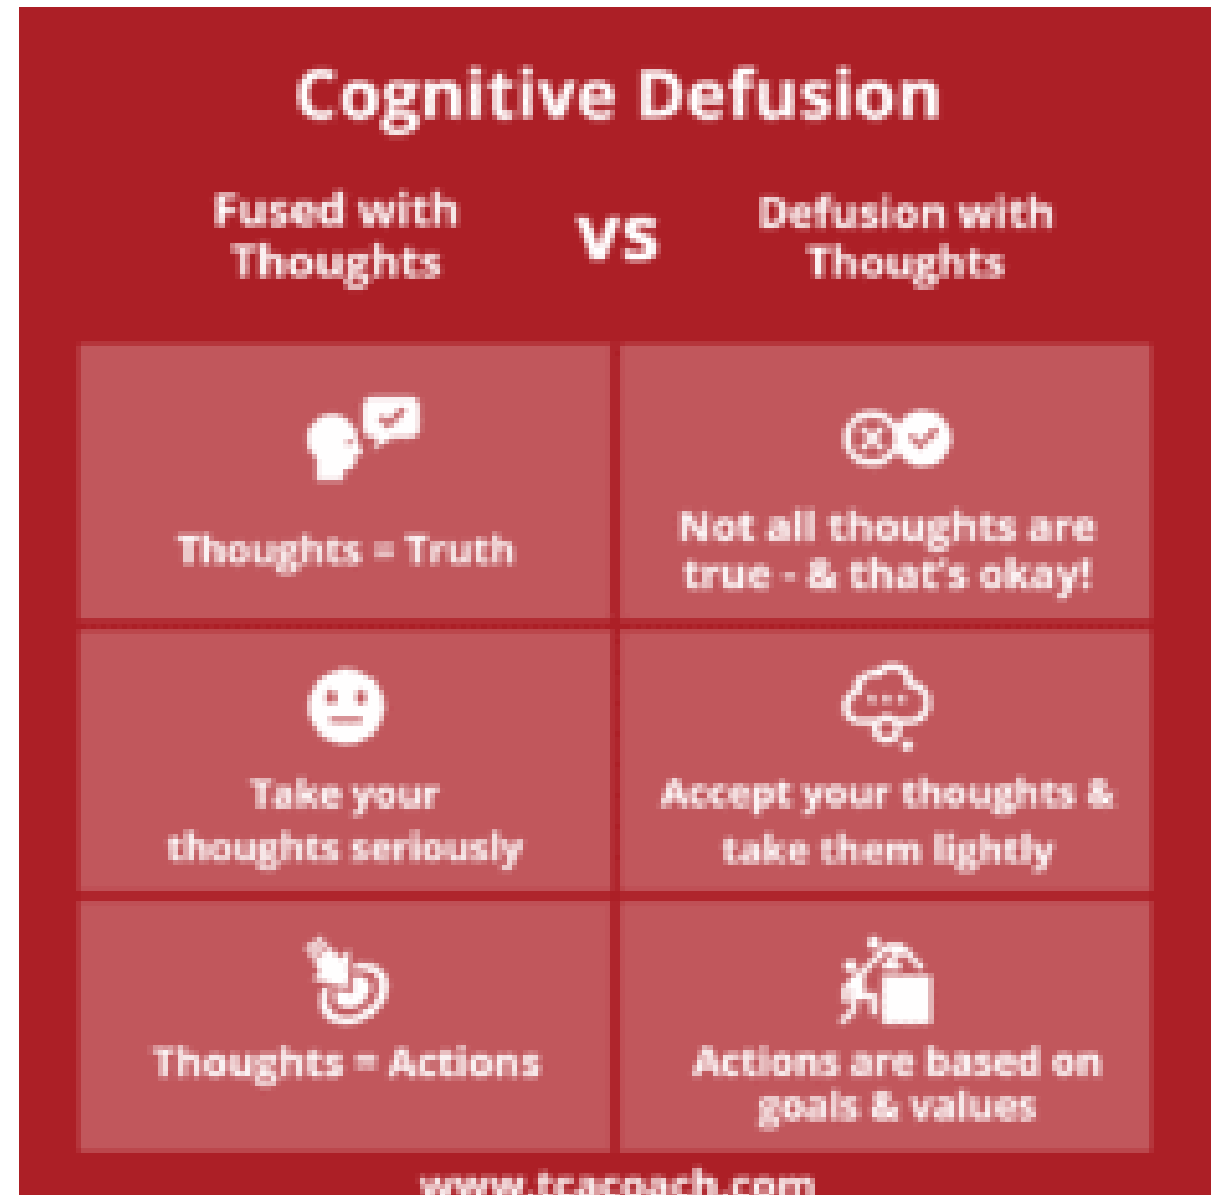 Cognitive Defusion
Fused with
Thoughts
vs
Defusion with
Thoughts
Thoughts = Truth
Not all thoughts are
true - & that's okay!
Take your
thoughts seriously
Accept your thoughts &
take them lightly
Thoughts = Actions
Actions are based on
goals & values
www.tcacoach.com